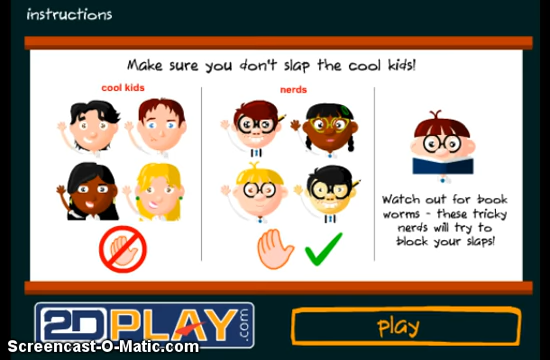 instructions
Make sure you don't slap the cool kids!
cool kids
nerds
Watch out for book
worms - these tricky
nerds will try to
block your slaps!
2DPLAY.com
play
Screencast-O-Matic.com